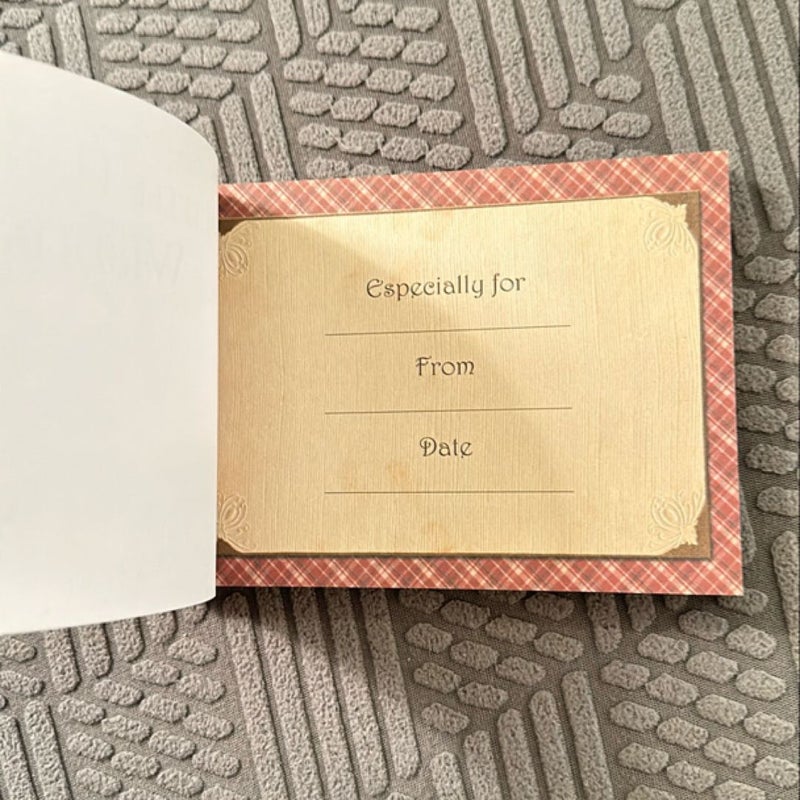 Especially for
From
Date